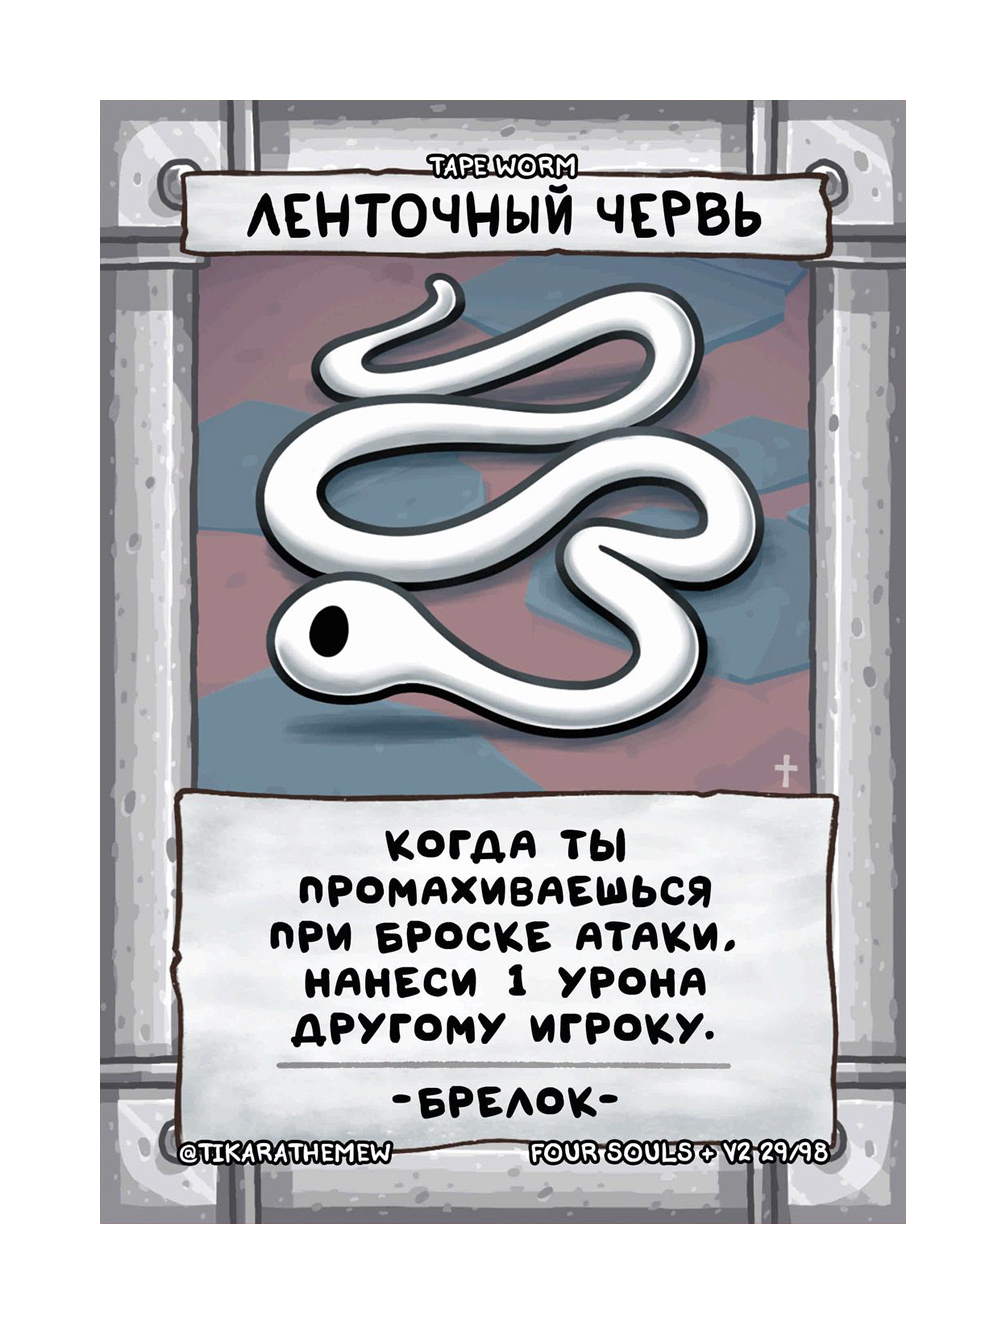 TAPE WORM
ЛЕНТОЧНЫЙ ЧЕРВЬ
КОГДА ТЫ
ПРОМАХИВАЕШЬСЯ
ПРИ БРОСКЕ АТАКИ,
НАНЕСИ 1 УРОНА
ДРУГОМУ ИГРОКУ.
-БРЕЛОК-
@TIKARATHEMEW
FOUR SOULS + V2 29/98